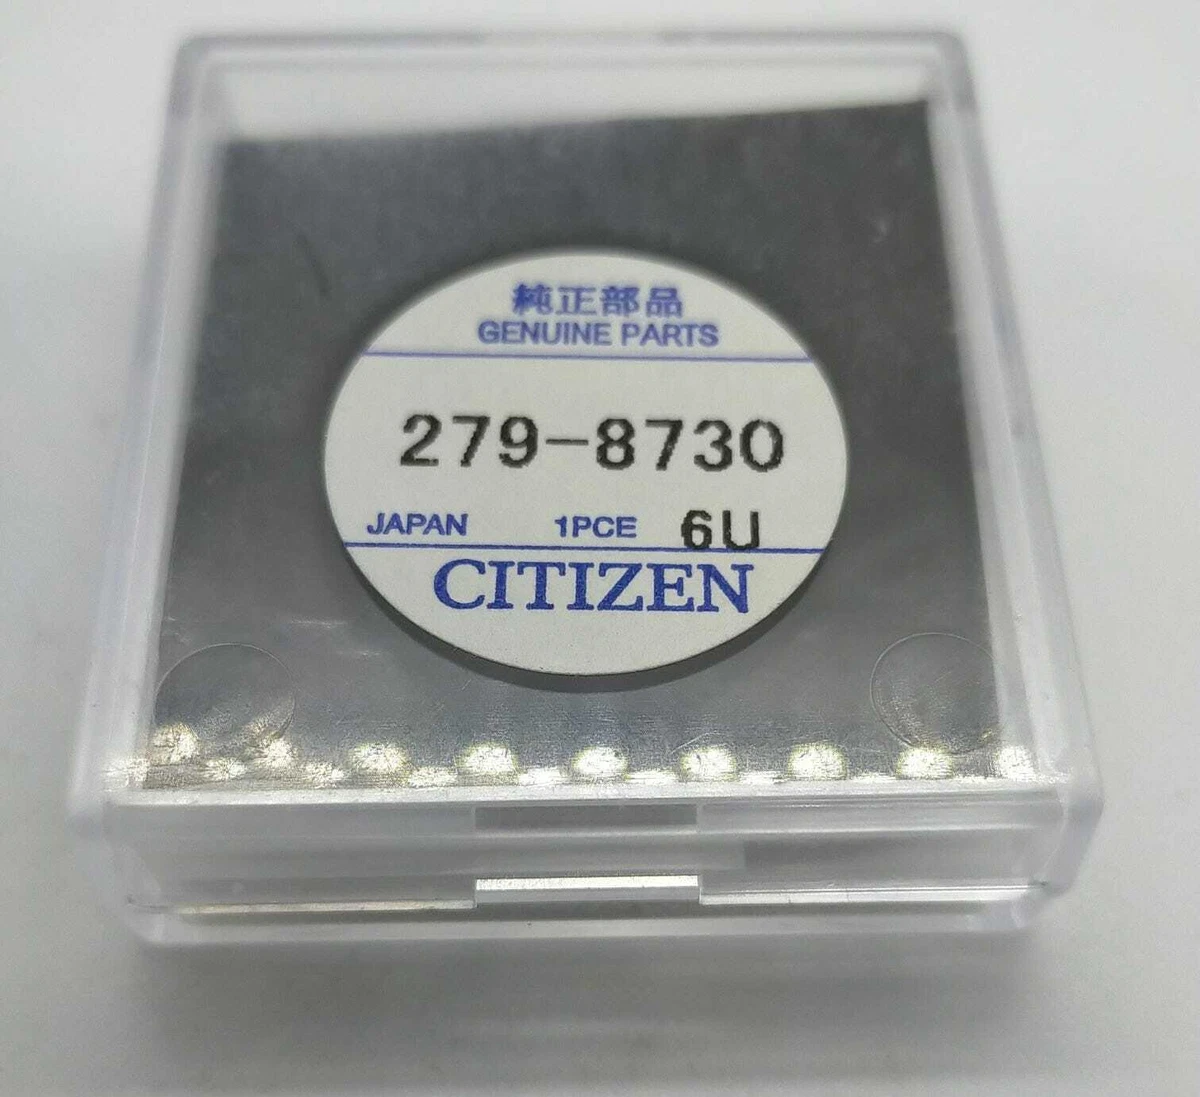 純正部品
GENUINE PARTS
279-8730
JAPAN 1PCE 6U
CITIZEN